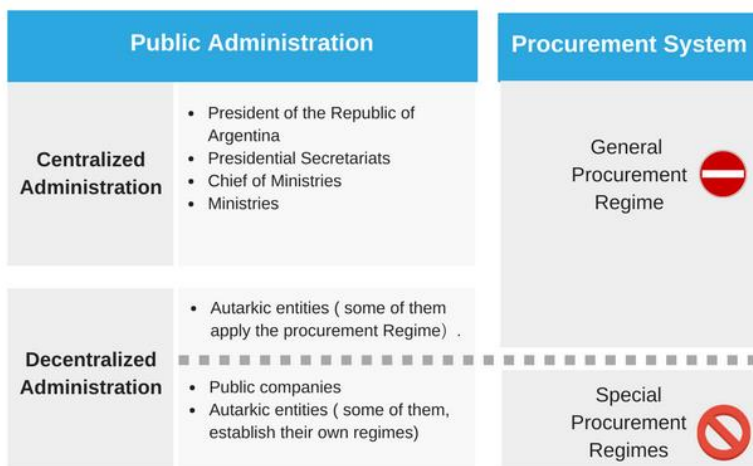 Public Administration
Procurement System
Centralized
Administration
• President of the Republic of
Argentina
• Presidential Secretariats
• Chief of Ministries
• Ministries
General
Procurement
Regime
Decentralized
Administration
• Autarkic entities ( some of them
apply the procurement Regime) .
• Public companies
• Autarkic entities ( some of them,
establish their own regimes)
Special
Procurement
Regimes